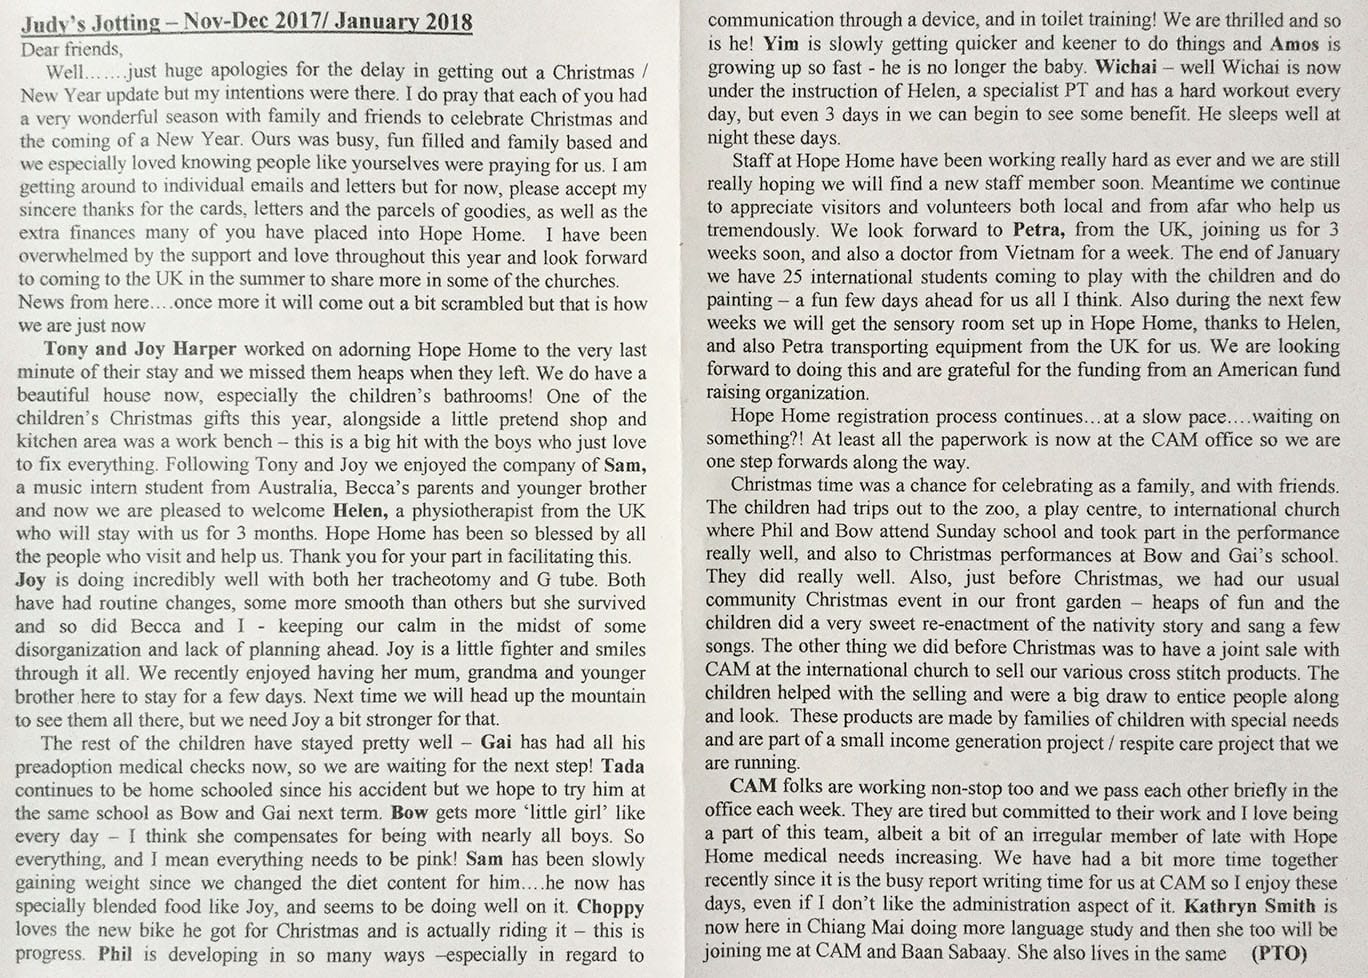 Judy's Jotting – Nov-Dec 2017/ January 2018
Dear friends,
Well…….just huge apologies for the delay in getting out a Christmas /
New Year update but my intentions were there. I do pray that each of you had
a very wonderful season with family and friends to celebrate Christmas and
the coming of a New Year. Ours was busy, fun filled and family based and
we especially loved knowing people like yourselves were praying for us. I am
getting around to individual emails and letters but for now, please accept my
sincere thanks for the cards, letters and the parcels of goodies, as well as the
extra finances many of you have placed into Hope Home. I have been
overwhelmed by the support and love throughout this year and look forward
to coming to the UK in the summer to share more in some of the churches.
News from here….once more it will come out a bit scrambled but that is how
we are just now
Tony and Joy Harper worked on adorning Hope Home to the very last
minute of their stay and we missed them heaps when they left. We do have a
beautiful house now, especially the children's bathrooms! One of the
children's Christmas gifts this year, alongside a little pretend shop and
kitchen area was a work bench – this is a big hit with the boys who just love
to fix everything. Following Tony and Joy we enjoyed the company of Sam,
a music intern student from Australia, Becca's parents and younger brother
and now we are pleased to welcome Helen, a physiotherapist from the UK
who will stay with us for 3 months. Hope Home has been so blessed by all
the people who visit and help us. Thank you for your part in facilitating this.
Joy is doing incredibly well with both her tracheotomy and G tube. Both
have had routine changes, some more smooth than others but she survived
and so did Becca and I - keeping our calm in the midst of some
disorganization and lack of planning ahead. Joy is a little fighter and smiles
through it all. We recently enjoyed having her mum, grandma and younger
brother here to stay for a few days. Next time we will head up the mountain
to see them all there, but we need Joy a bit stronger for that.
The rest of the children have stayed pretty well – Gai has had all his
preadoption medical checks now, so we are waiting for the next step! Tada
continues to be home schooled since his accident but we hope to try him at
the same school as Bow and Gai next term. Bow gets more 'little girl' like
every day – I think she compensates for being with nearly all boys. So
everything, and I mean everything needs to be pink! Sam has been slowly
gaining weight since we changed the diet content for him….he now has
specially blended food like Joy, and seems to be doing well on it. Choppy
loves the new bike he got for Christmas and is actually riding it – this is
progress. Phil is developing in so many ways –especially in regard to
communication through a device, and in toilet training! We are thrilled and so
is he! Yim is slowly getting quicker and keener to do things and Amos is
growing up so fast - he is no longer the baby. Wichai – well Wichai is now
under the instruction of Helen, a specialist PT and has a hard workout every
day, but even 3 days in we can begin to see some benefit. He sleeps well at
night these days.
Staff at Hope Home have been working really hard as ever and we are still
really hoping we will find a new staff member soon. Meantime we continue
to appreciate visitors and volunteers both local and from afar who help us
tremendously. We look forward to Petra, from the UK, joining us for 3
weeks soon, and also a doctor from Vietnam for a week. The end of January
we have 25 international students coming to play with the children and do
painting – a fun few days ahead for us all I think. Also during the next few
weeks we will get the sensory room set up in Hope Home, thanks to Helen,
and also Petra transporting equipment from the UK for us. We are looking
forward to doing this and are grateful for the funding from an American fund
raising organization.
Hope Home registration process continues…at a slow pace….waiting on
something?! At least all the paperwork is now at the CAM office so we are
one step forwards along the way.
Christmas time was a chance for celebrating as a family, and with friends.
The children had trips out to the zoo, a play centre, to international church
where Phil and Bow attend Sunday school and took part in the performance
really well, and also to Christmas performances at Bow and Gai's school.
They did really well. Also, just before Christmas, we had our usual
community Christmas event in our front garden – heaps of fun and the
children did a very sweet re-enactment of the nativity story and sang a few
songs. The other thing we did before Christmas was to have a joint sale with
CAM at the international church to sell our various cross stitch products. The
children helped with the selling and were a big draw to entice people along
and look. These products are made by families of children with special needs
and are part of a small income generation project / respite care project that we
are running.
CAM folks are working non-stop too and we pass each other briefly in the
office each week. They are tired but committed to their work and I love being
a part of this team, albeit a bit of an irregular member of late with Hope
Home medical needs increasing. We have had a bit more time together
recently since it is the busy report writing time for us at CAM so I enjoy these
days, even if I don't like the administration aspect of it. Kathryn Smith is
now here in Chiang Mai doing more language study and then she too will be
joining me at CAM and Baan Sabaay. She also lives in the same (PTO)